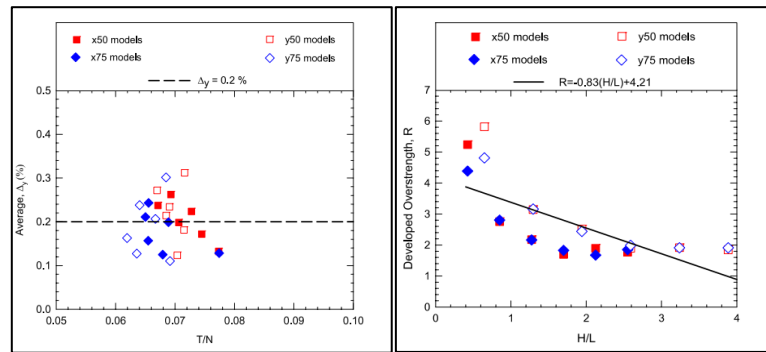 x50 models
y50 models
x75 models
y75 models
Δy = 0.2 %
0.5
0.4
0.3
0.2
0.1
0.0
Average, Δy (%)
0.05
0.06
0.07
0.08
0.09
0.10
T/N
x50 models
y50 models
x75 models
y75 models
R=-0.83(H/L)+4.21
7
6
5
4
3
2
1
0
Developed Overstrength, R
0
1
2
3
4
H/L